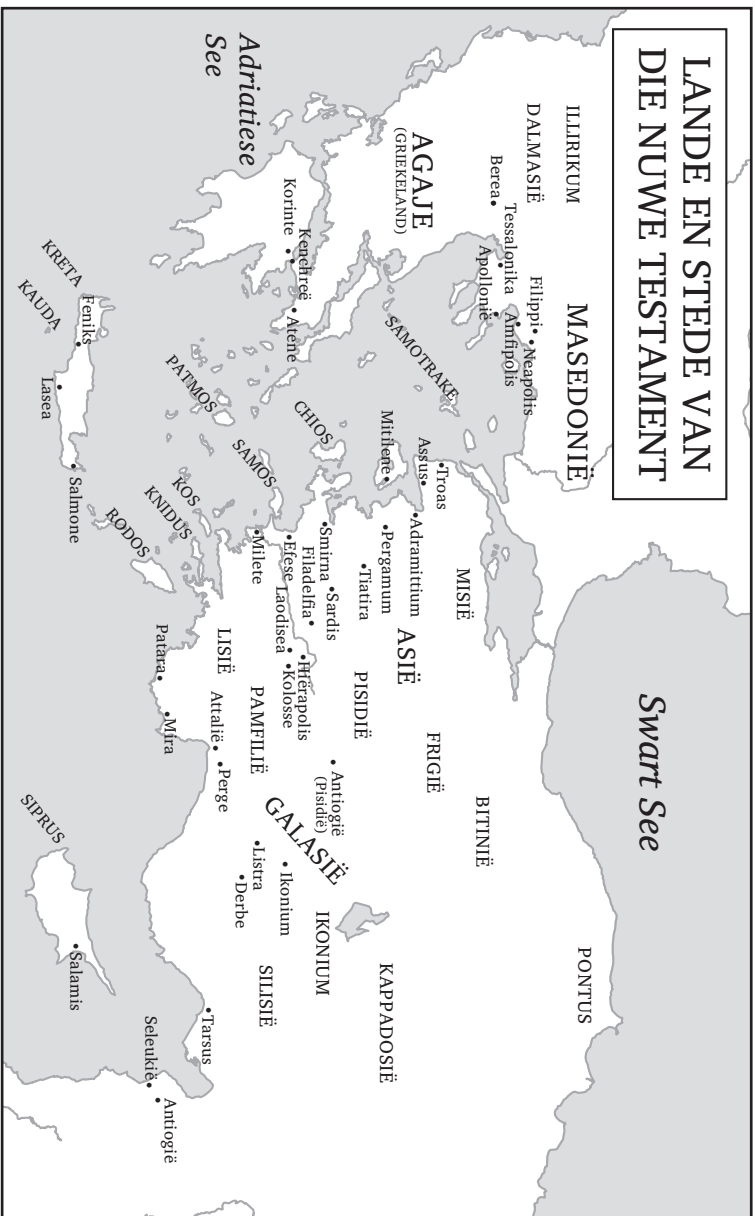 LANDE EN STEDE VAN
DIE NUWE TESTAMENT
Swart See
Adriatiese
See
ILLIRIKUM
DALMASIË
MASEDONIË
Berea
Tessalonika
Apollonië
Filippi
Neapolis
Amfipolis
AGAJE
(GRIEKELAND)
Korinte
Kenchreë
Atene
SAMOTRAKE
Troas
Assus
Mitilene
Adramittium
Pergamum
Tiatira
MISIË
ASIË
BITINIË
PONTUS
FRIGIË
PISIDIË
KAPPADOSIË
CHIOS
Smirna
Sardis
Filadelfia
Efese
Laodisea
Hiërapolis
Kolosse
Antiogië
(Pisidië)
GALASIË
IKONIUM
Ikonium
Listra
Derbe
SAMOS
Milete
PATMOS
KOS
KNIDUS
RODOS
LISIË
PAMFILIË
Attalië
Perge
Patara
Mira
SILISIË
Tarsus
Seleukië
Antiogië
KRETA
KAUDA
Feniks
Lasea
Salmone
SIPRUS
Salamis